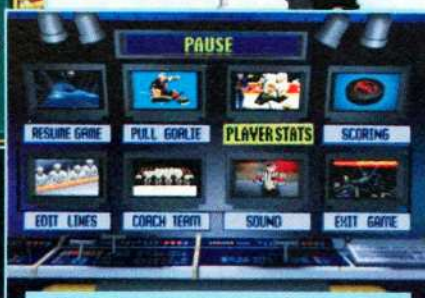 PAUSE
RESUME GAME PULL GOALIE PLAYER STATS SCORING
EDIT LINES COACH TEAM SOUND EXIT GAME